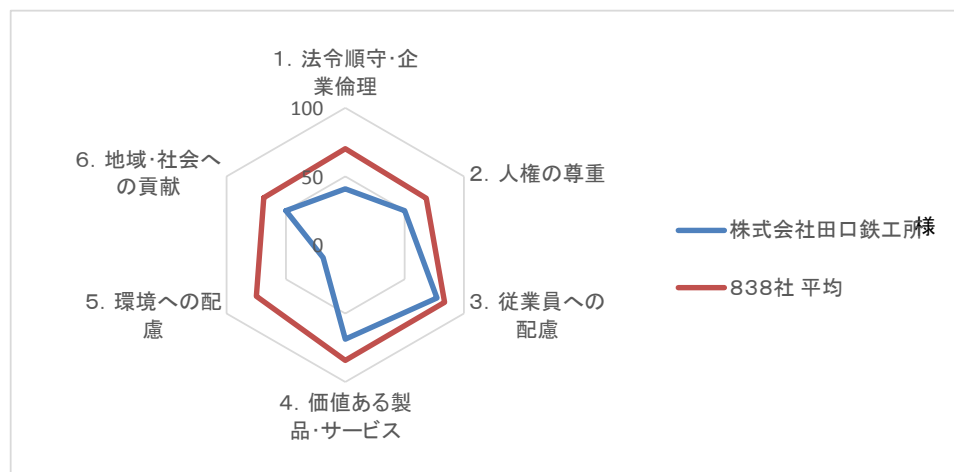 1. 法令順守・企
業倫理
100
50
0
2. 人権の尊重
3. 従業員への
配慮
4. 価値ある製
品・サービス
5. 環境への配
慮
6. 地域・社会へ
の貢献
株式会社田口鉄工所様
838社 平均